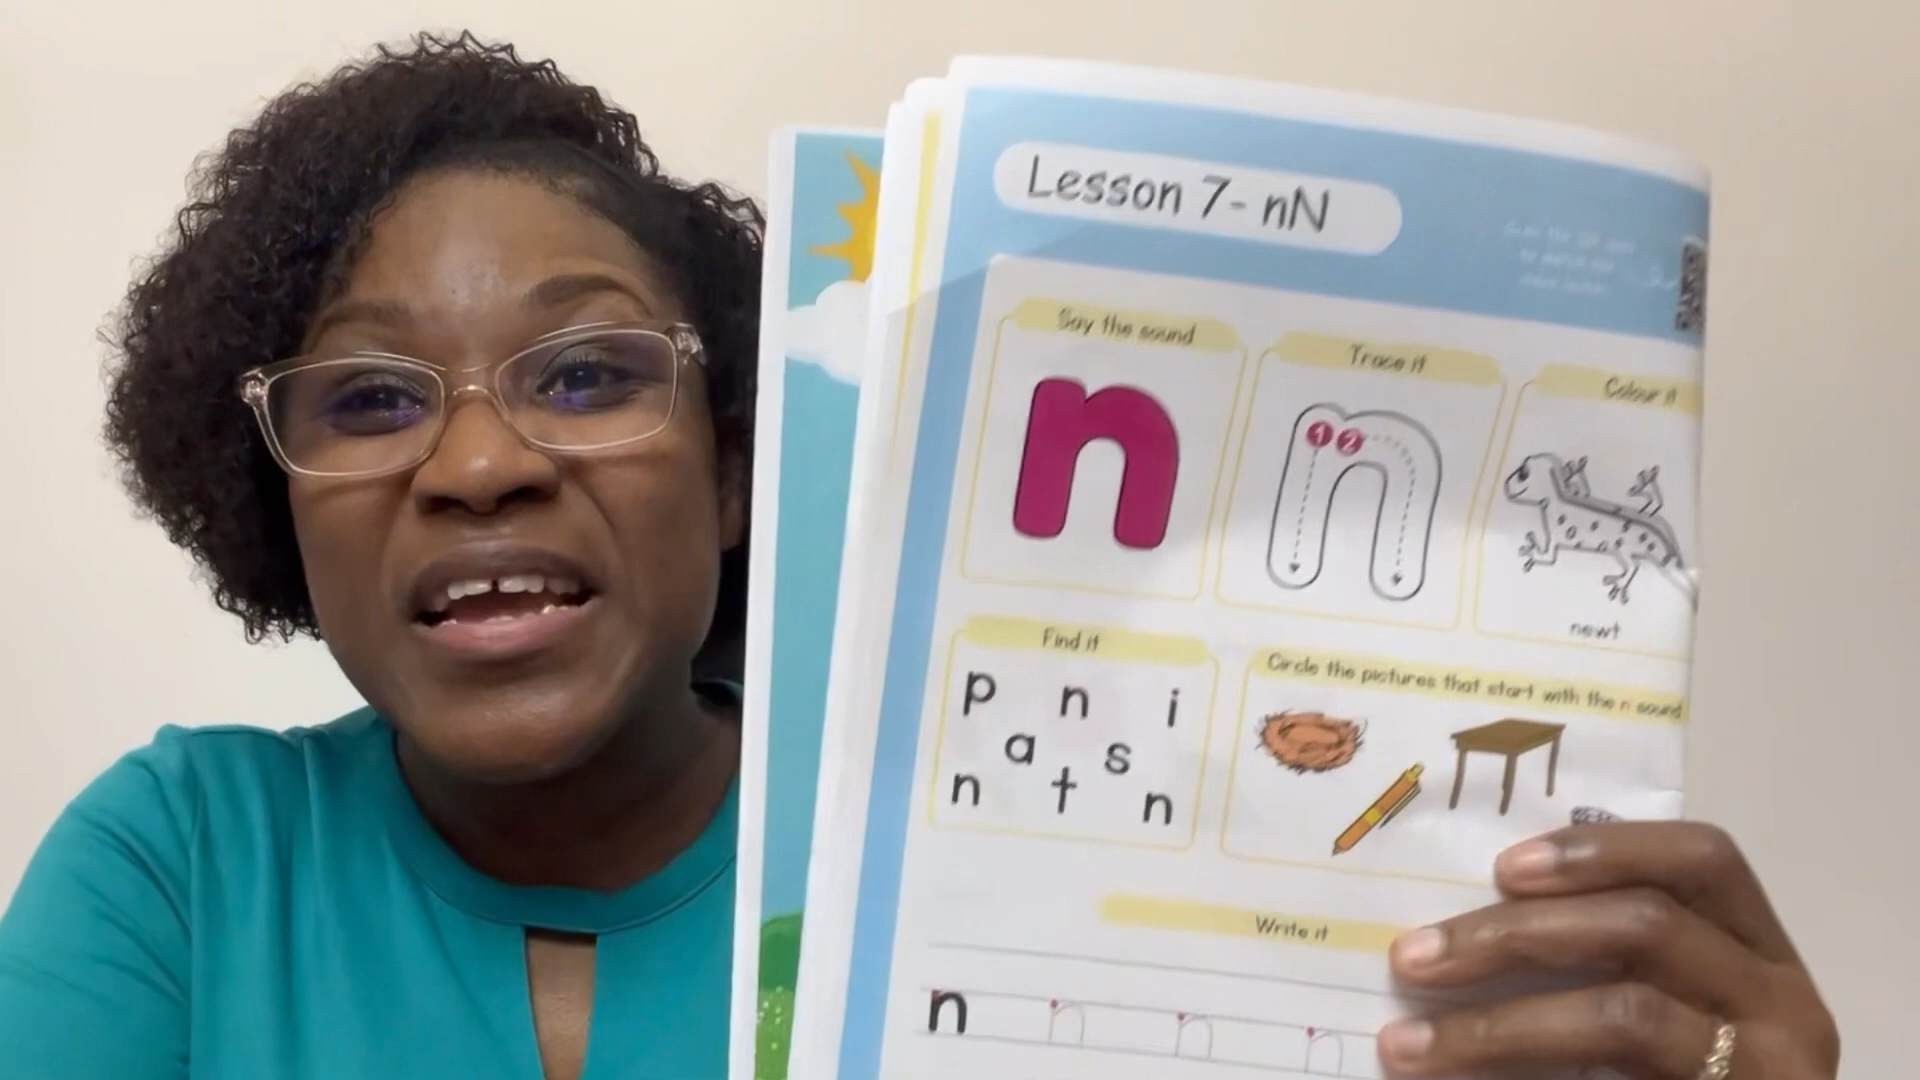 Lesson 7- nN
Say the sound
Trace it
Colour it
n
1 2
newt
Find it
Circle the pictures that start with the n sound
p n i
a s
n t n
Write it
n n n n